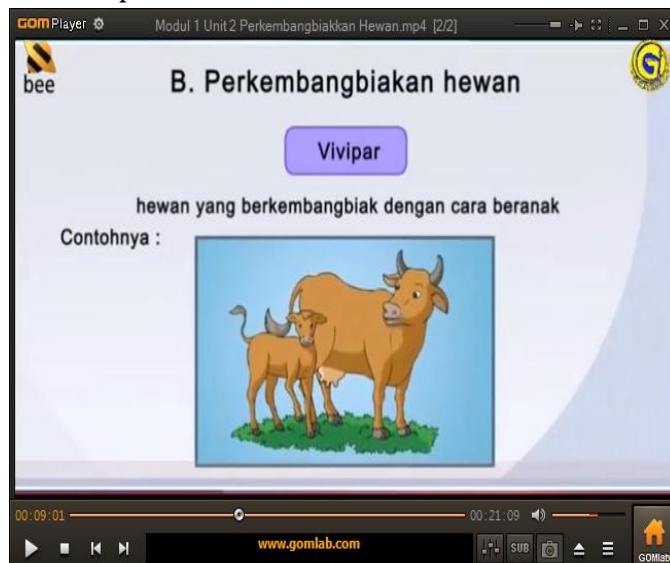 GOM Player Modul 1 Unit 2 Perkembangbiakkan Hewan.mp4 [2/2]
bee
B. Perkembangbiakan hewan
Vivipar
hewan yang berkembangbiak dengan cara beranak
Contohnya :
00:09:01 00:21:09
www.gomlab.com
SUB
GOMlab